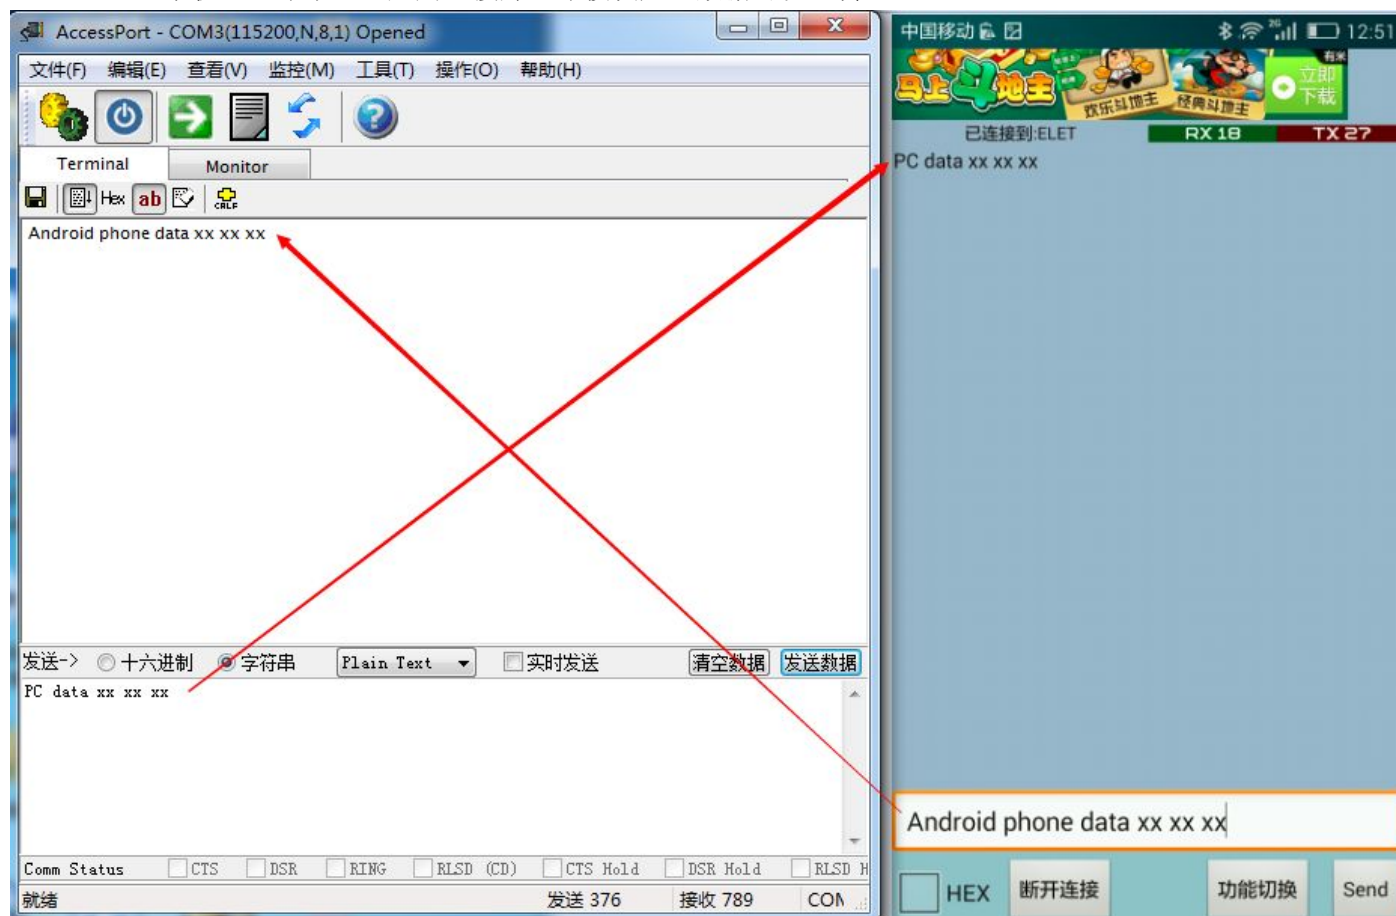 AccessPort - COM3(115200,N,8,1) Opened
文件(F) 编辑(E) 查看(V) 监控(M) 工具(T) 操作(O) 帮助(H)
Terminal Monitor
Hex ab CRLF
Android phone data xx xx xx
发送-> 十六进制 字符串 Plain Text 实时发送 清空数据 发送数据
PC data xx xx xx
Comm Status CTS DSR RING RLSD (CD) CTS Hold DSR Hold RLSD H
就绪 发送 376 接收 789 COM
中国移动 2G 12:51
马上斗地主 欢乐斗地主 经典斗地主 立即下载 有米
已连接到:ELET RX 18 TX 27
PC data xx xx xx
Android phone data xx xx xx
HEX 断开连接 功能切换 Send